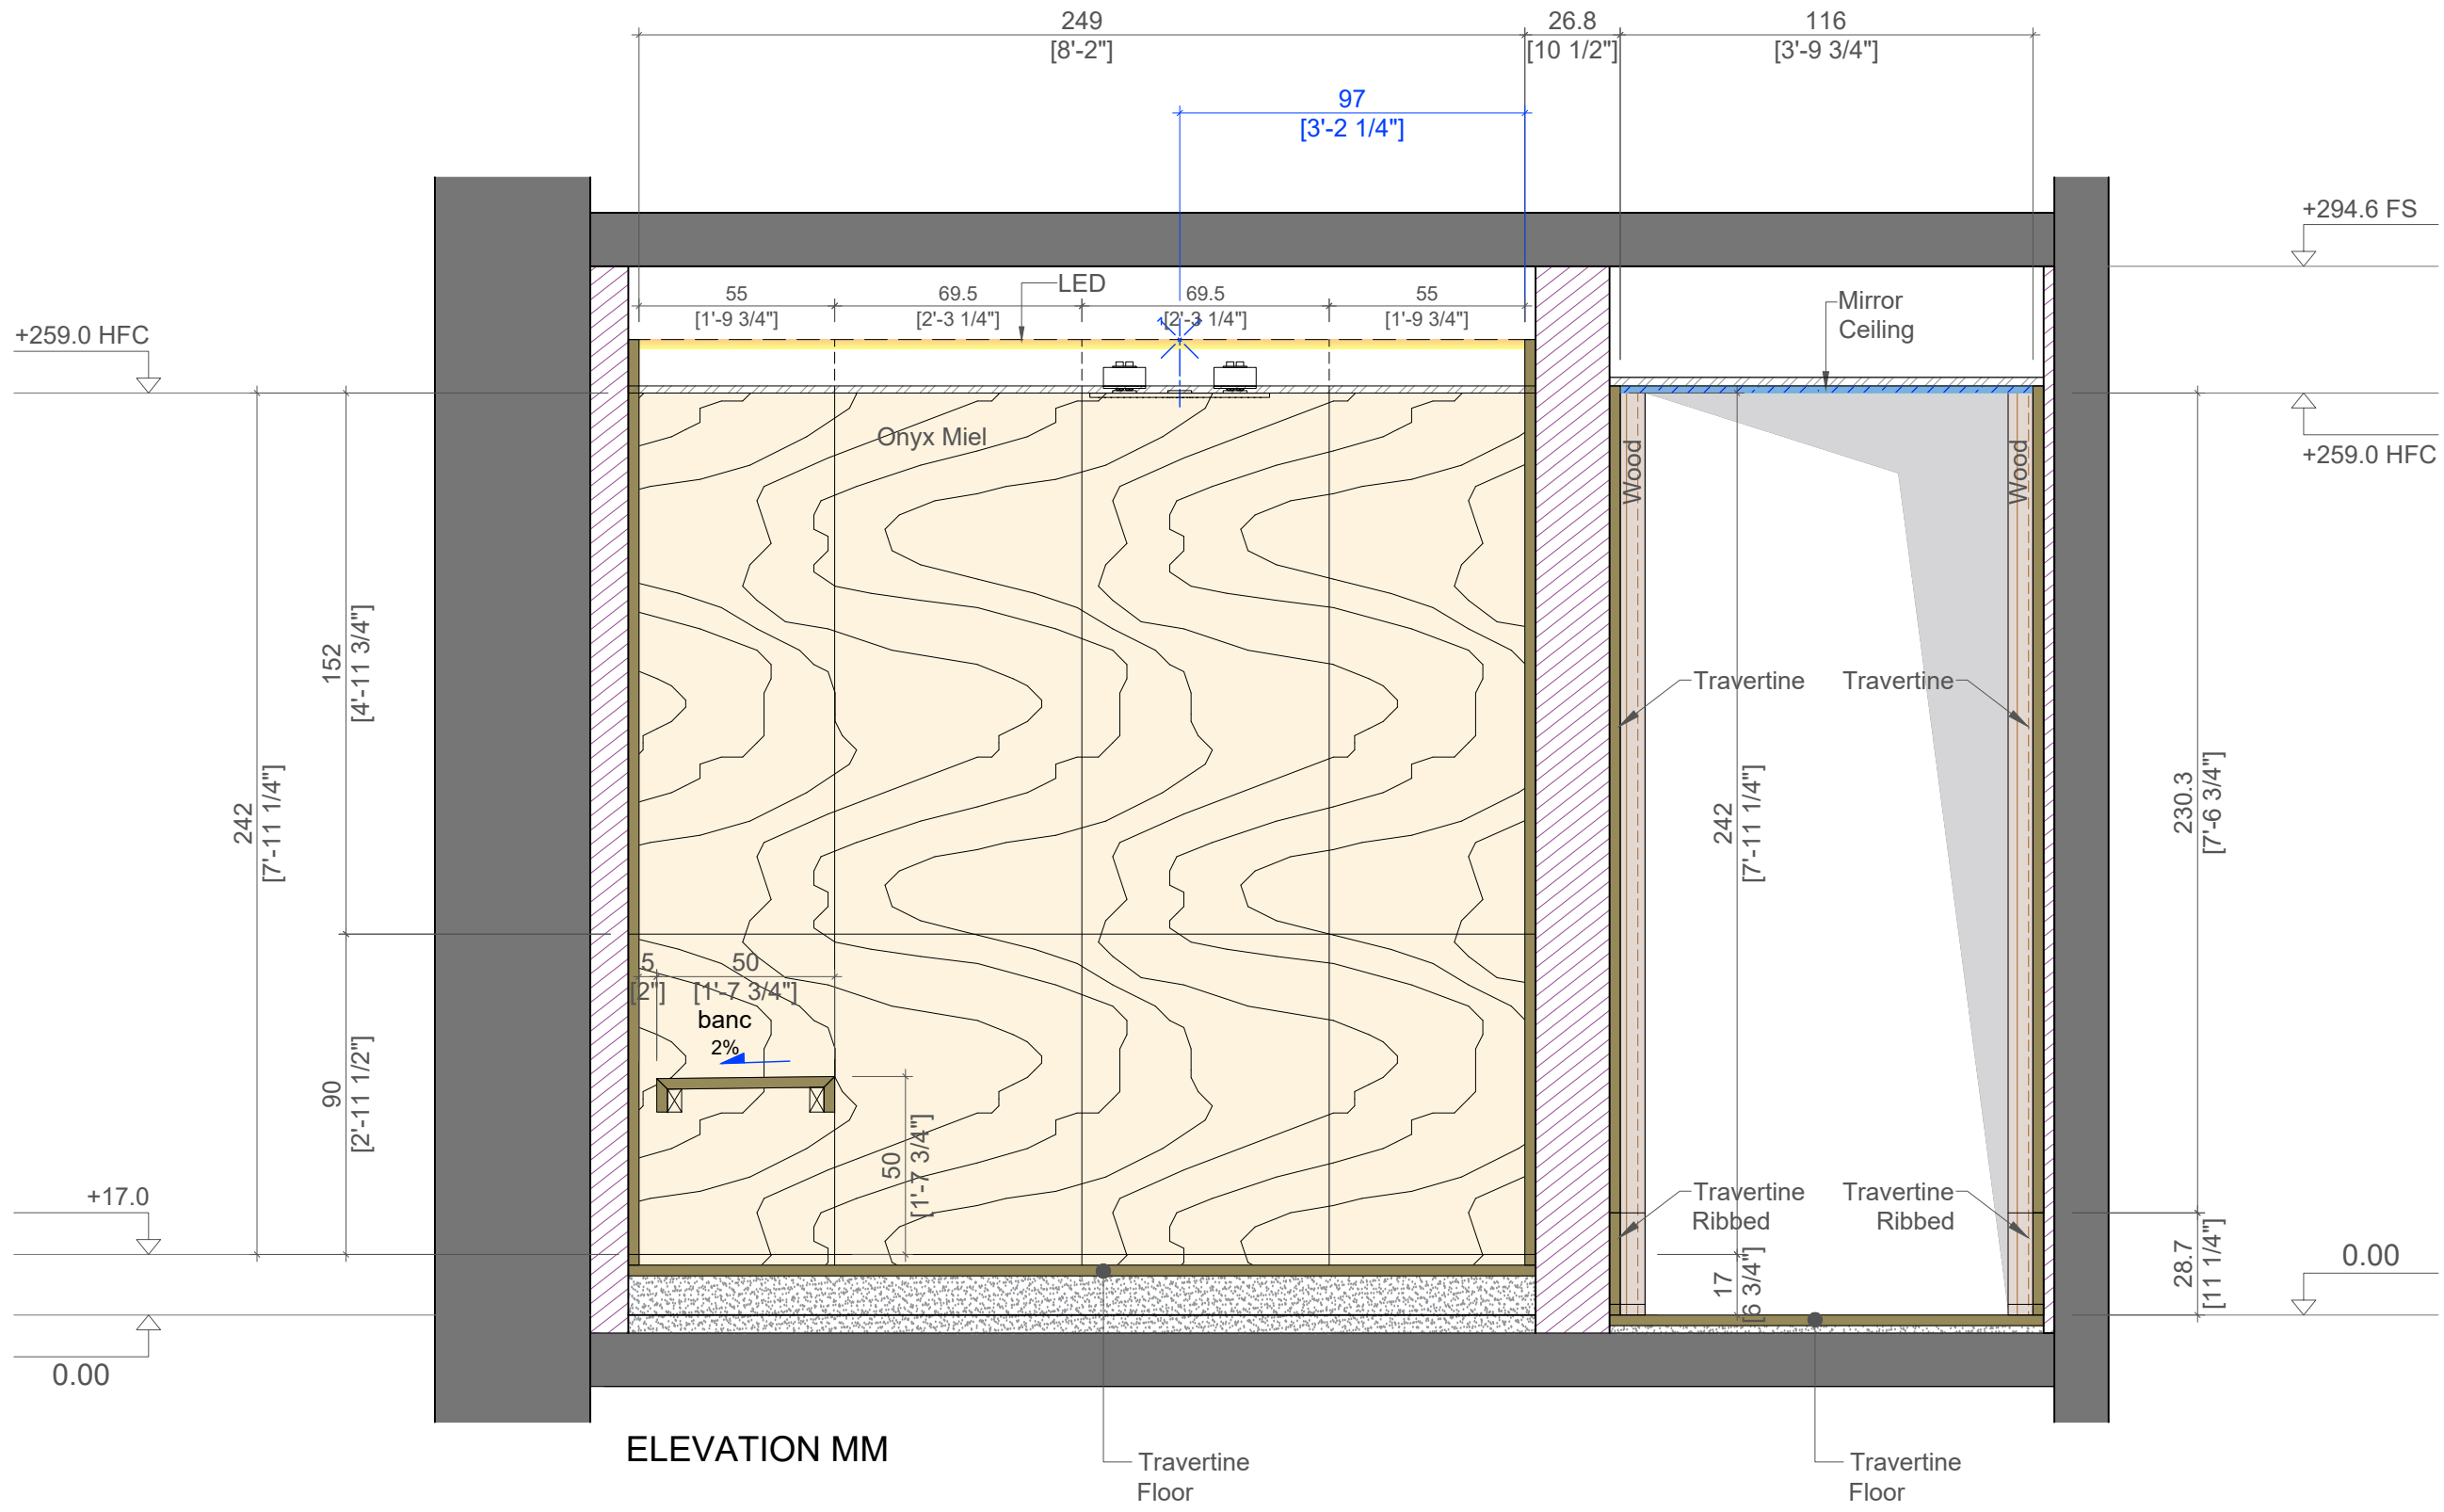 249
[8'-2"]
26.8
[10 1/2"]
116
[3'-9 3/4"]
97
[3'-2 1/4"]
+294.6 FS
LED
55
[1'-9 3/4"]
69.5
[2'-3 1/4"]
69.5
[2'-3 1/4"]
55
[1'-9 3/4"]
Mirror
Ceiling
+259.0 HFC
+259.0 HFC
Onyx Miel
Wood
Wood
152
[4'-11 3/4"]
Travertine
Travertine
242
[7'-11 1/4"]
242
[7'-11 1/4"]
230.3
[7'-6 3/4"]
5
[2"]
50
[1'-7 3/4"]
banc
2%
90
[2'-11 1/2"]
50
[1'-7 3/4"]
+17.0
Travertine
Ribbed
Travertine
Ribbed
17
[6 3/4"]
28.7
[11 1/4"]
0.00
0.00
ELEVATION MM
Travertine
Floor
Travertine
Floor